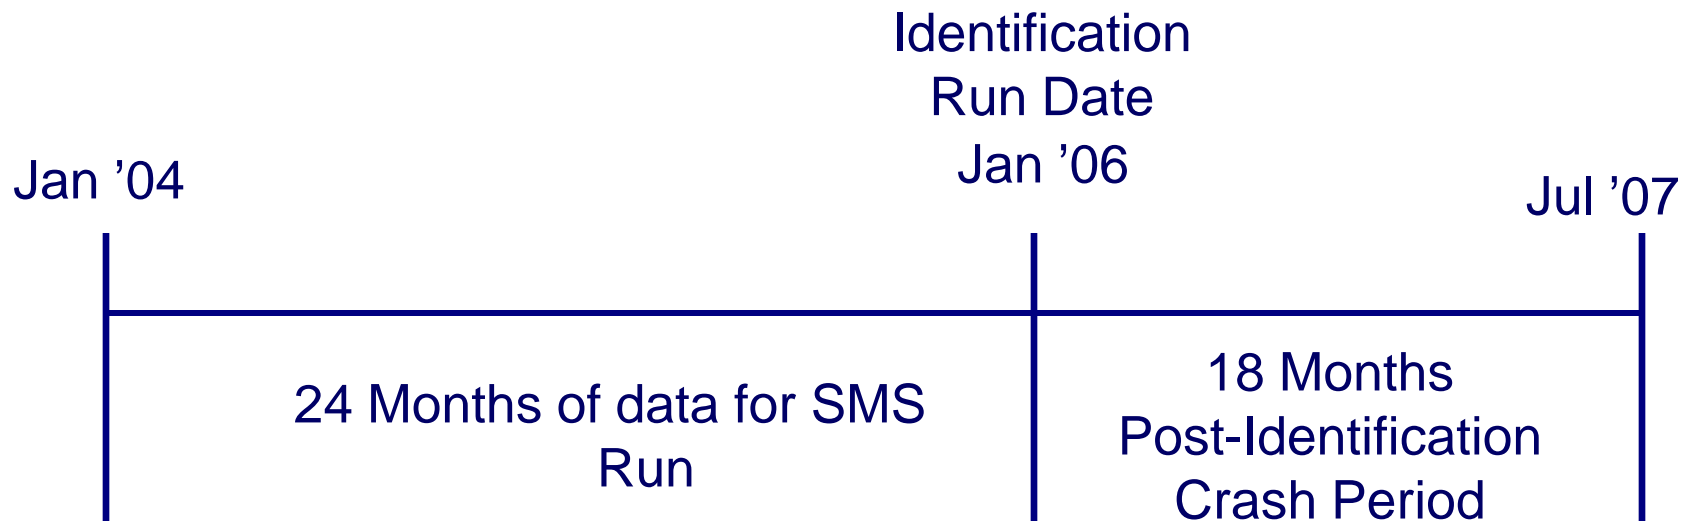 Identification
Run Date
Jan ’06
Jan ’04
Jul ’07
24 Months of data for SMS
Run
18 Months
Post-Identification
Crash Period